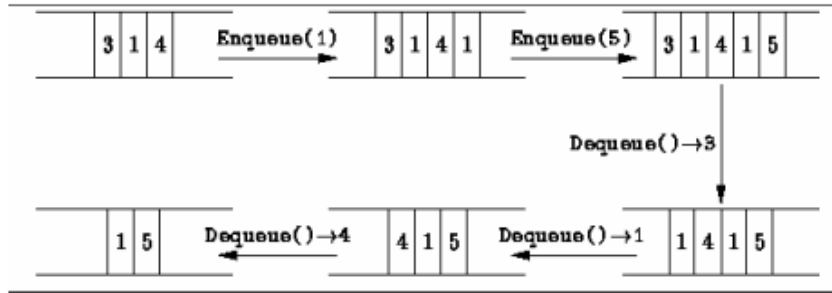 3 1 4 Enqueue(1) 3 1 4 1 Enqueue(5) 3 1 4 1 5
Dequeue()→3
1 5 Dequeue()→4 4 1 5 Dequeue()→1 1 4 1 5